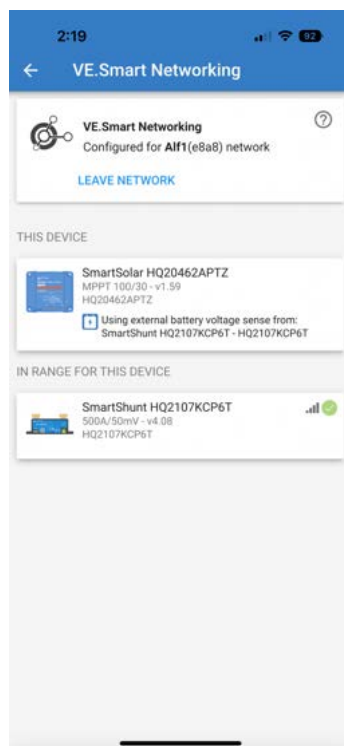 2:19
92
VE.Smart Networking
VE.Smart Networking
Configured for Alf1(e8a8) network
LEAVE NETWORK
THIS DEVICE
SmartSolar HQ20462APTZ
MPPT 100/30 - v1.59
HQ20462APTZ
Using external battery voltage sense from:
SmartShunt HQ2107KCP6T - HQ2107KCP6T
IN RANGE FOR THIS DEVICE
SmartShunt HQ2107KCP6T
500A/50mV - v4.08
HQ2107KCP6T